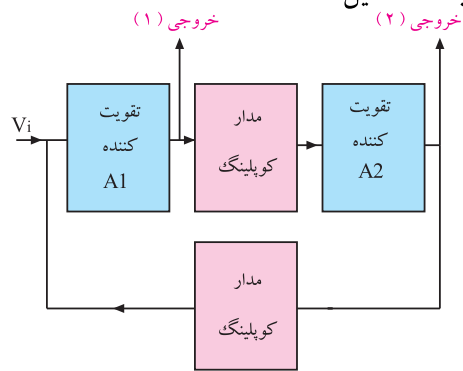 خروجی (۱)
خروجی (۲)
Vi
تقویت
کننده
A1
مدار
کوپلینگ
تقویت
کننده
A2
مدار
کوپلینگ